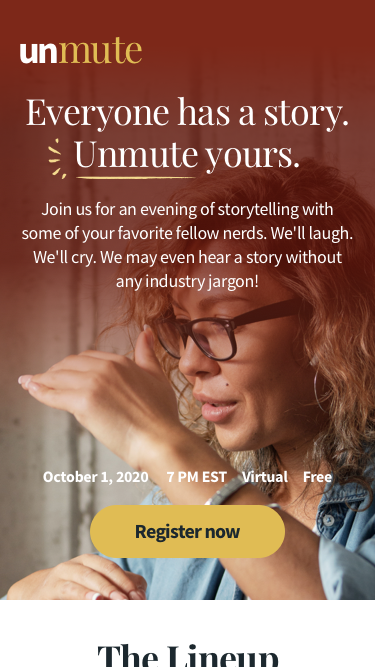 unmute
Everyone has a story.
Unmute yours.
Join us for an evening of storytelling with
some of your favorite fellow nerds. We'll laugh.
We'll cry. We may even hear a story without
any industry jargon!
October 1, 2020 7 PM EST Virtual Free
Register now
The Lineup